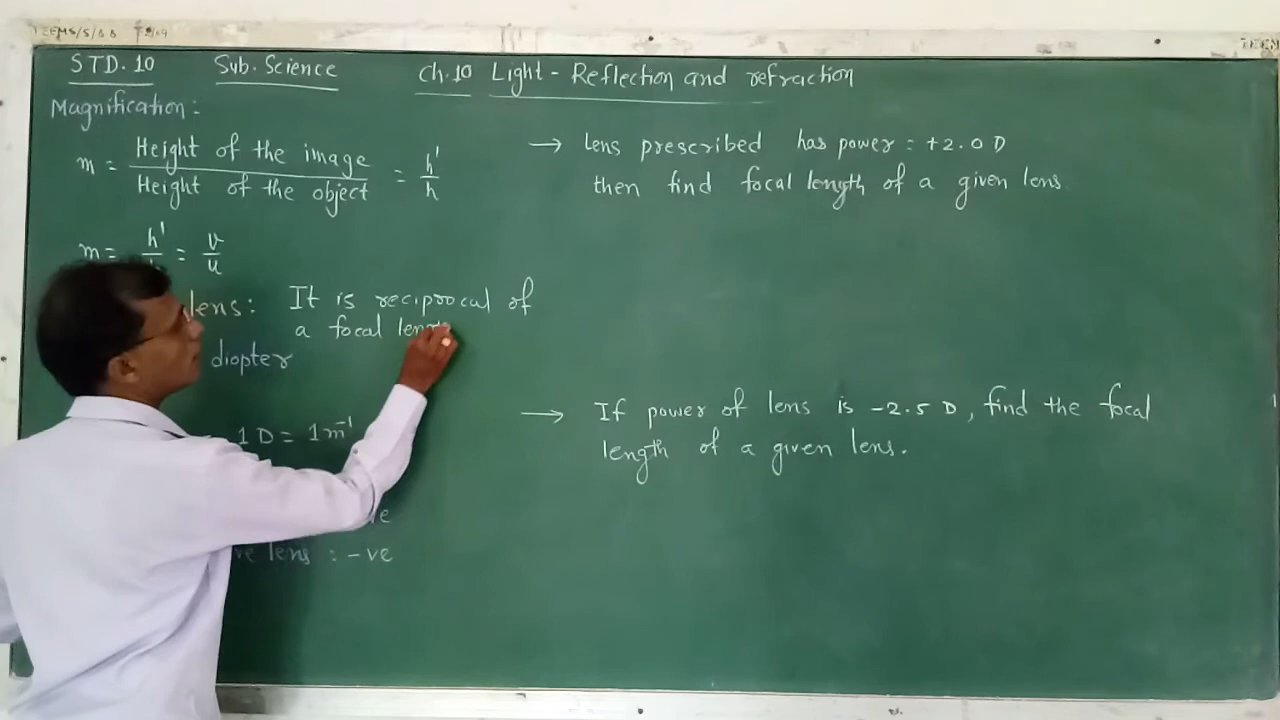 STD. 10 Sub. Science Ch. 10 Light - Reflection and refraction
Magnification :
m = Height of the image / Height of the object = h' / h
m = h' / = v / u
lens : It is reciprocal of
a focal leng
diopter
1 D = 1 m⁻¹
ve
ve lens : - ve
→ Lens prescribed has power = +2.0 D
then find focal length of a given lens.
→ If power of lens is -2.5 D, find the focal
length of a given lens.